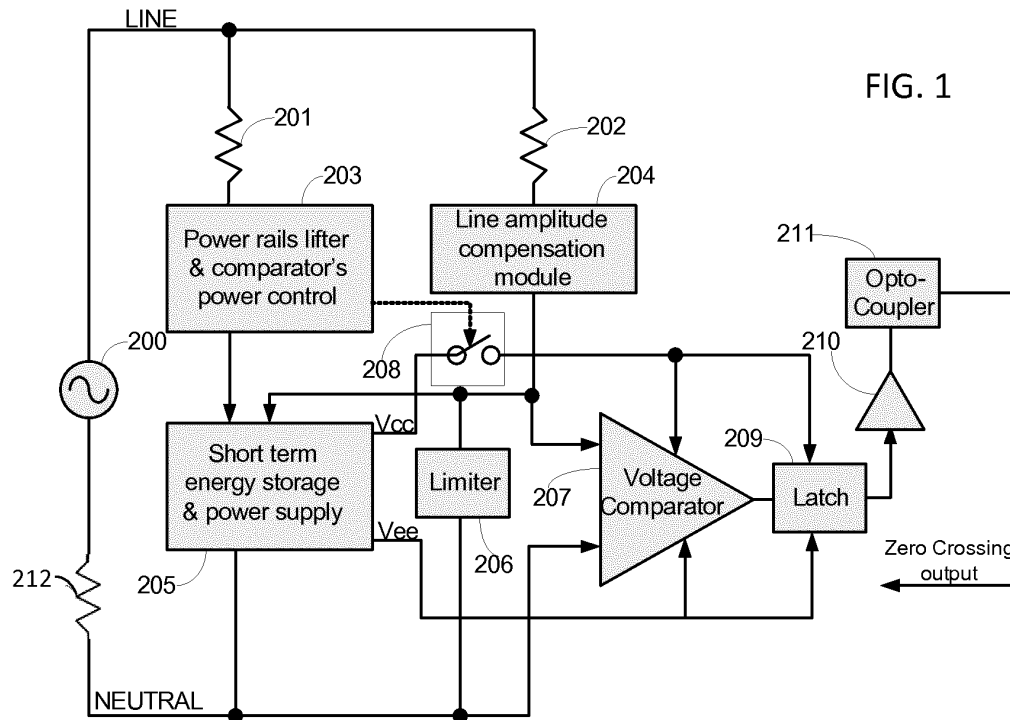 LINE
FIG. 1
201
202
203
204
Power rails lifter
& comparator's
power control
Line amplitude
compensation
module
211
Opto-
Coupler
200
208
210
Vcc
209
Short term
energy storage
& power supply
Limiter
207
Voltage
Comparator
Latch
Vee
206
212
205
Zero Crossing
output
NEUTRAL